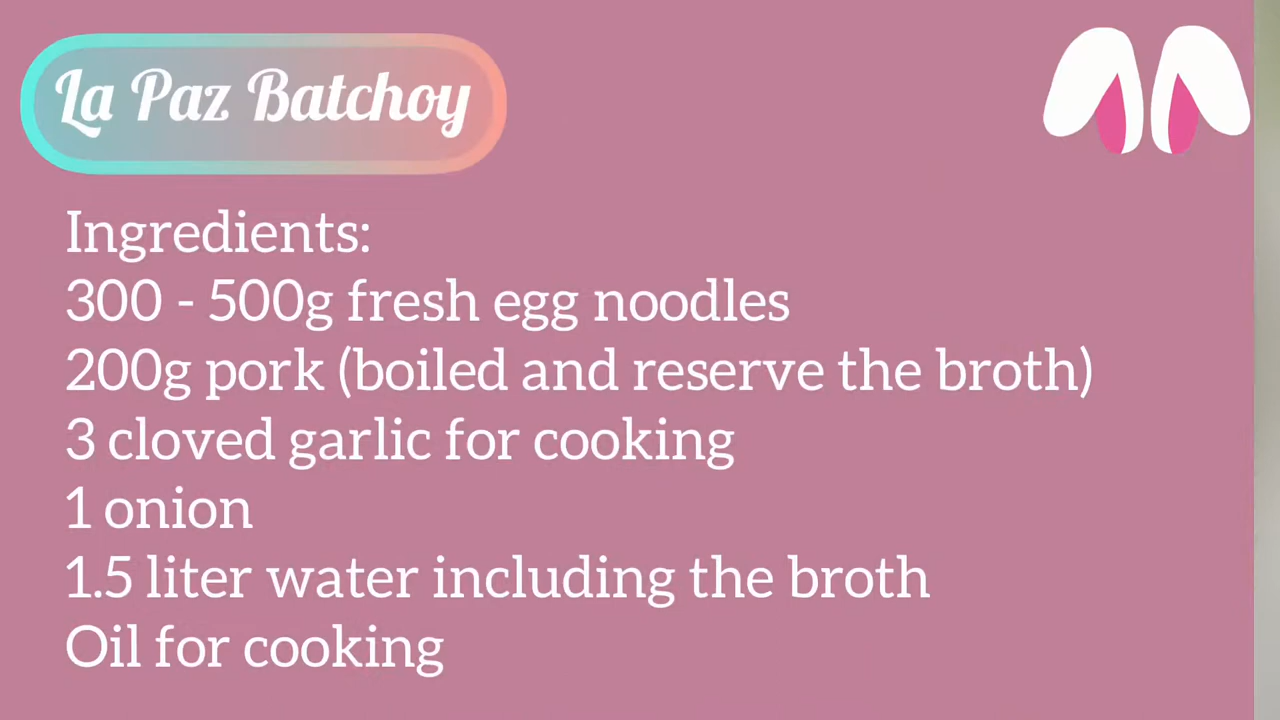 La Paz Batchoy
Ingredients:
300 - 500g fresh egg noodles
200g pork (boiled and reserve the broth)
3 cloved garlic for cooking
1 onion
1.5 liter water including the broth
Oil for cooking